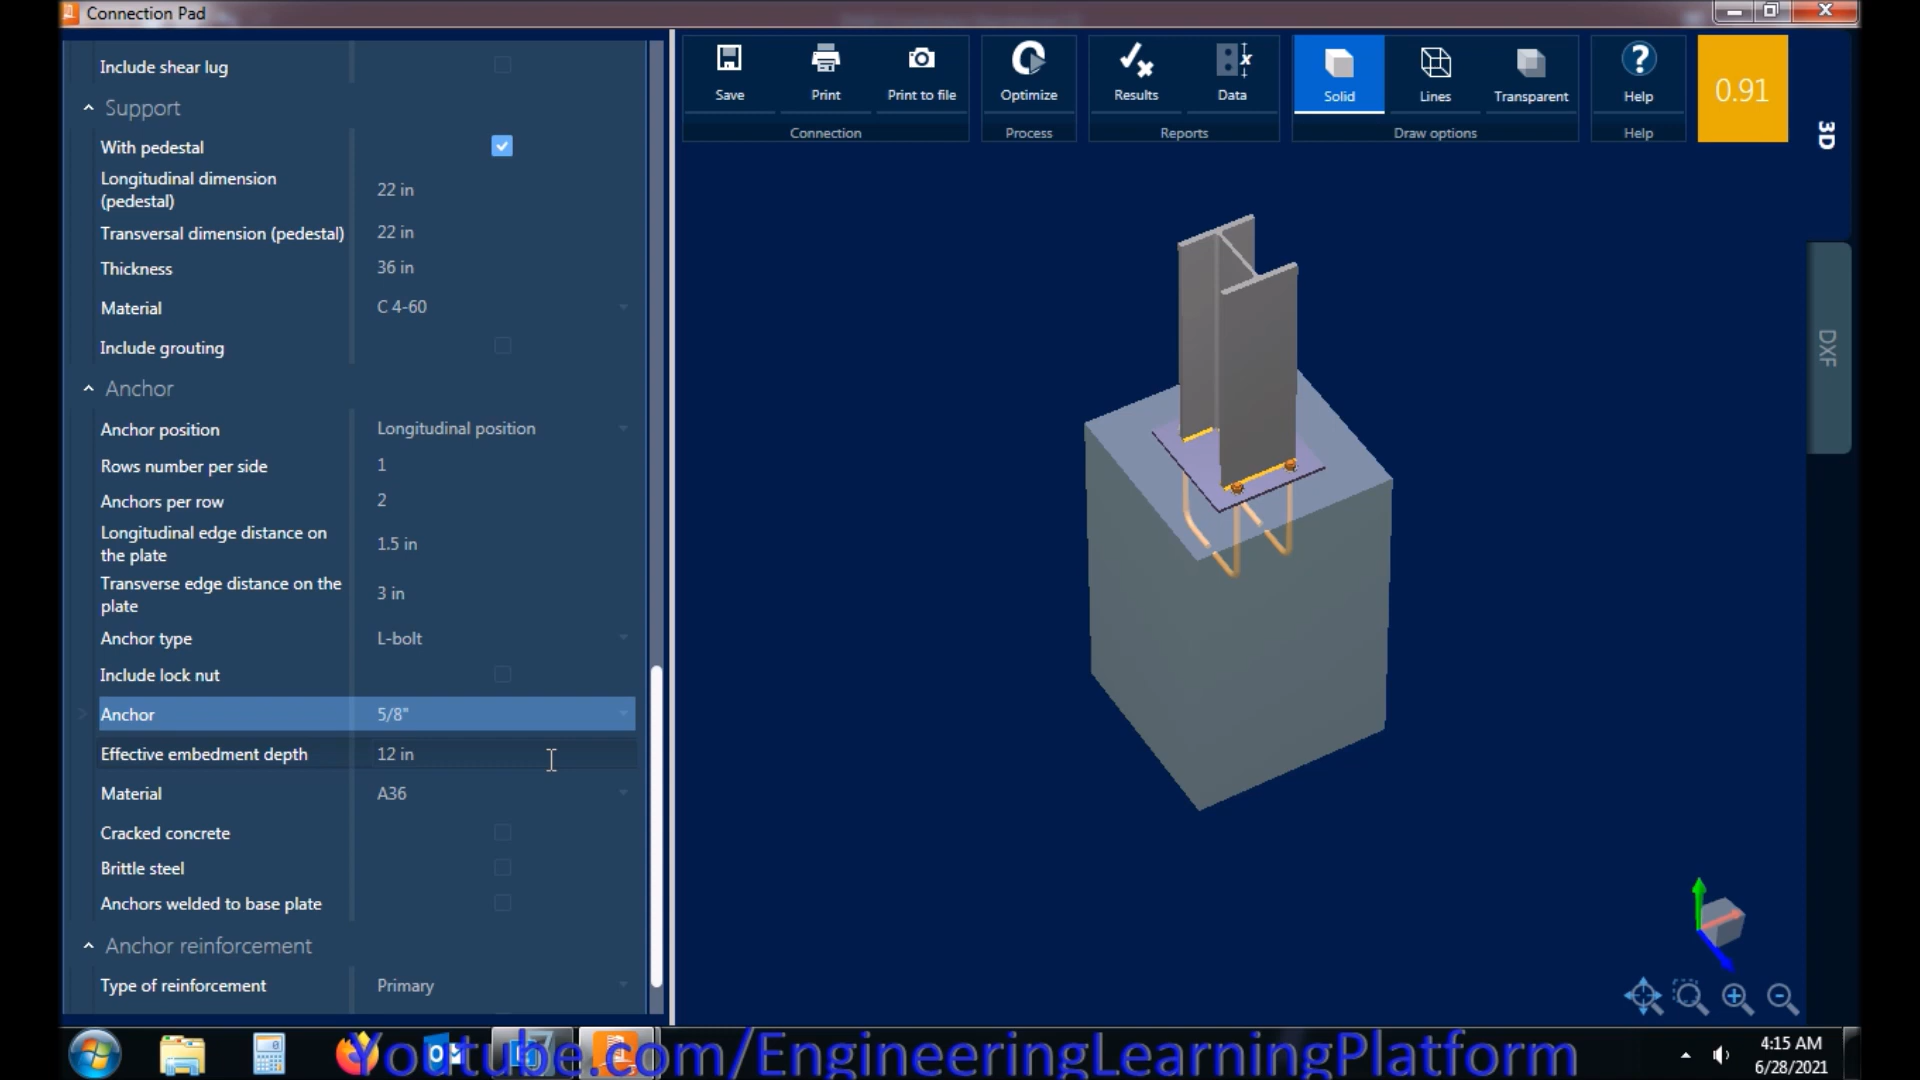 Connection Pad
Include shear lug
Support
With pedestal
Longitudinal dimension
(pedestal)
22 in
Transversal dimension (pedestal)
22 in
Thickness
36 in
Material
C 4-60
Include grouting
Anchor
Anchor position
Longitudinal position
Rows number per side
1
Anchors per row
2
Longitudinal edge distance on
the plate
1.5 in
Transverse edge distance on the
plate
3 in
Anchor type
L-bolt
Include lock nut
Anchor
5/8"
Effective embedment depth
12 in
Material
A36
Cracked concrete
Brittle steel
Anchors welded to base plate
Anchor reinforcement
Type of reinforcement
Primary
Save
Print
Print to file
Connection
Optimize
Process
Results
Data
Reports
Solid
Lines
Transparent
Draw options
Help
Help
0.91
3D
DXF
Youtube.com/EngineeringLearningPlatform
4:15 AM
6/28/2021